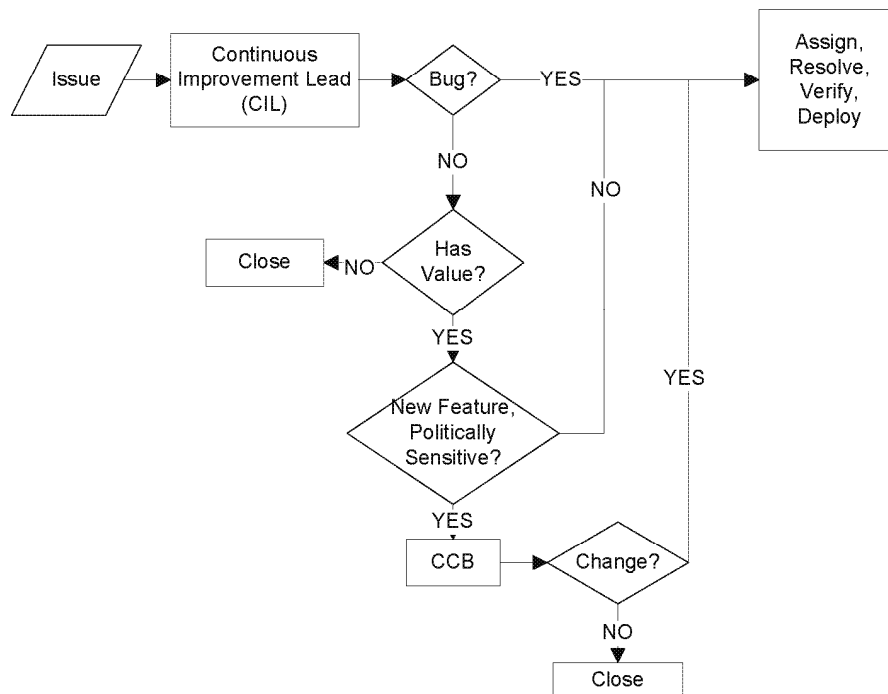 Issue
Continuous
Improvement Lead
(CIL)
Bug?
YES
Assign,
Resolve,
Verify,
Deploy
NO
NO
Has
Value?
NO
Close
YES
YES
New Feature,
Politically
Sensitive?
YES
CCB
Change?
NO
Close